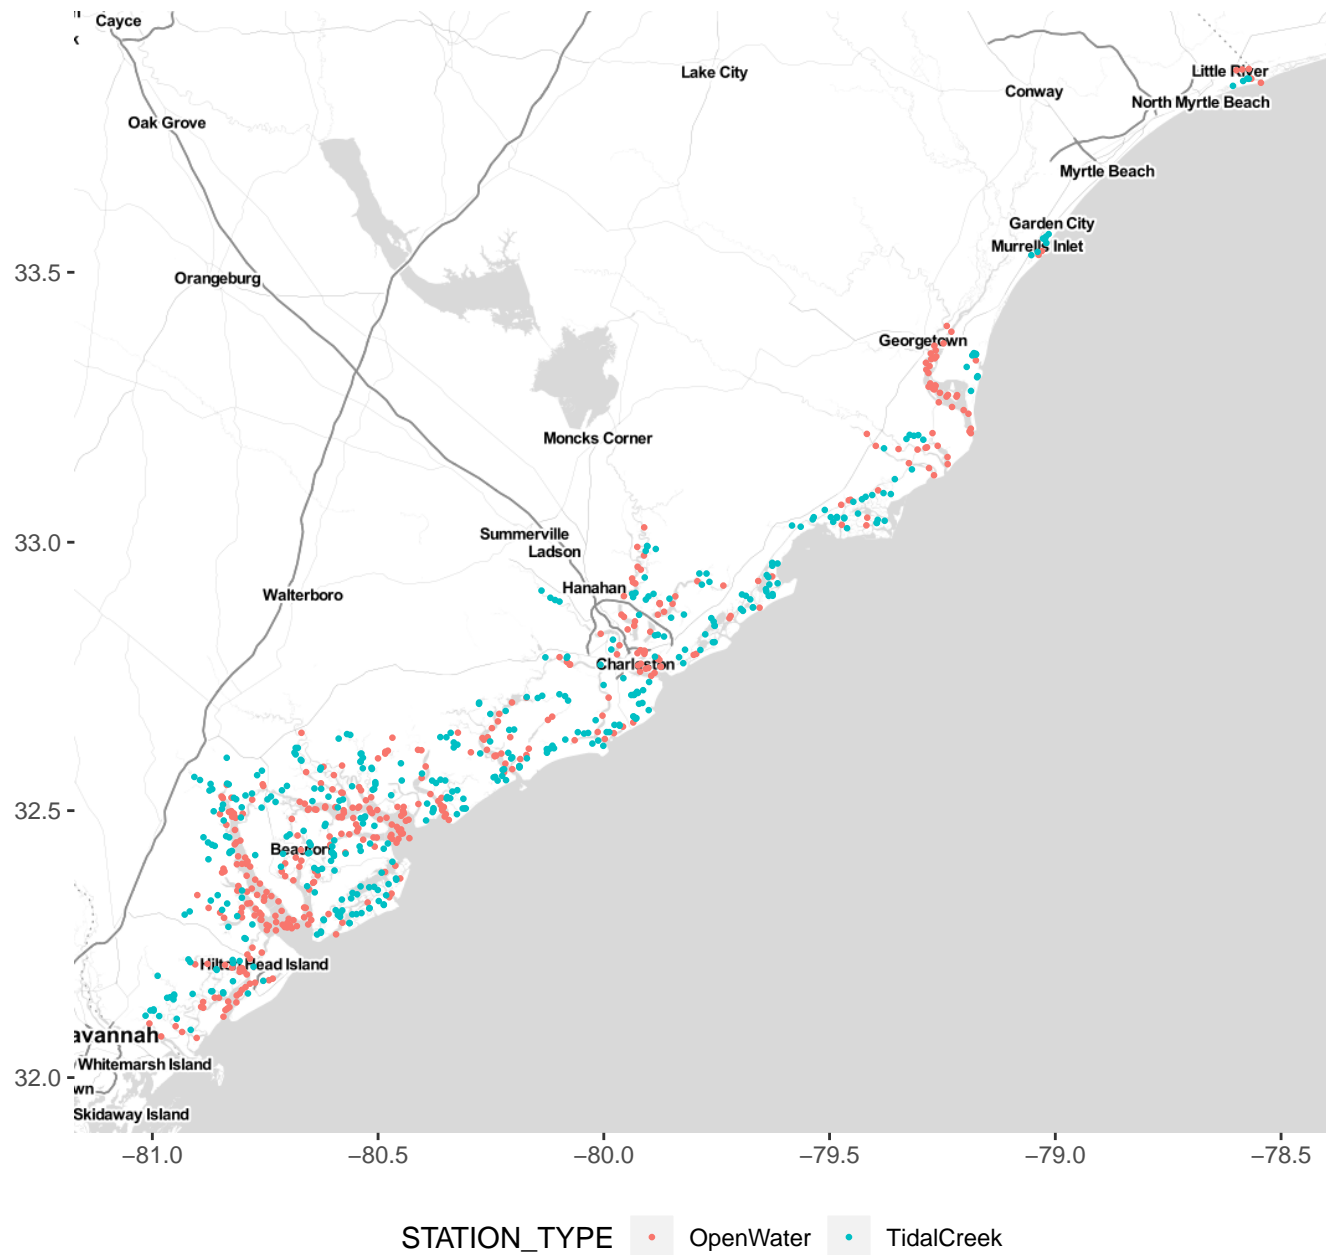 Cayce
Lake City
Little River
Conway
North Myrtle Beach
Oak Grove
Myrtle Beach
Garden City
Murrells Inlet
33.5
Orangeburg
Georgetown
Moncks Corner
33.0
Summerville
Ladson
Hanahan
Walterboro
Charleston
32.5
Beaufort
Hilton Head Island
avannah
Whitemarsh Island
32.0
wn
Skidaway Island
−81.0 −80.5 −80.0 −79.5 −79.0 −78.5
STATION_TYPE OpenWater TidalCreek